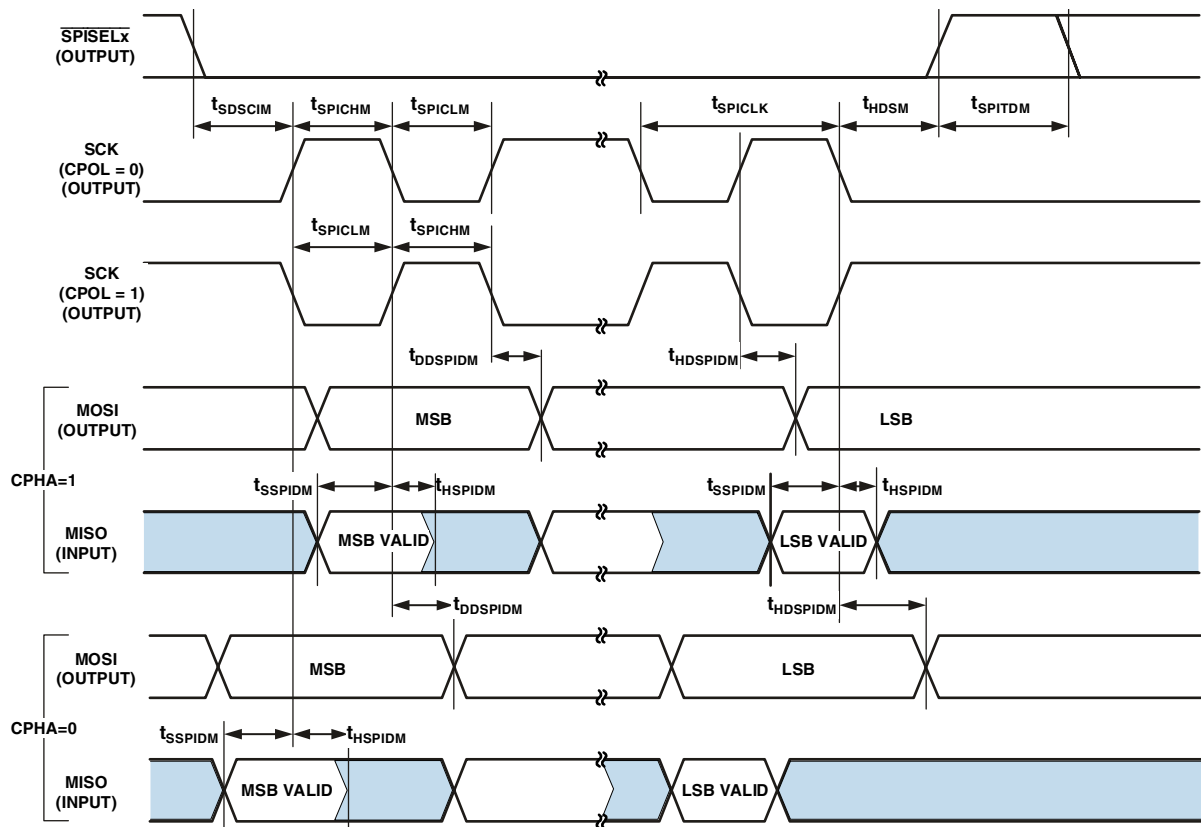 SPISELx
(OUTPUT)
tSDSCIM
tSPICHM
tSPICLM
tSPICLK
tHDSM
tSPITDM
SCK
(CPOL = 0)
(OUTPUT)
tSPICLM
tSPICHM
SCK
(CPOL = 1)
(OUTPUT)
tDDSPIDM
tHDSPIDM
CPHA=1
MOSI
(OUTPUT)
MSB
LSB
tSSPIDM
tHSPIDM
tSSPIDM
tHSPIDM
MISO
(INPUT)
MSB VALID
LSB VALID
tDDSPIDM
tHDSPIDM
CPHA=0
MOSI
(OUTPUT)
MSB
LSB
tSSPIDM
tHSPIDM
MISO
(INPUT)
MSB VALID
LSB VALID